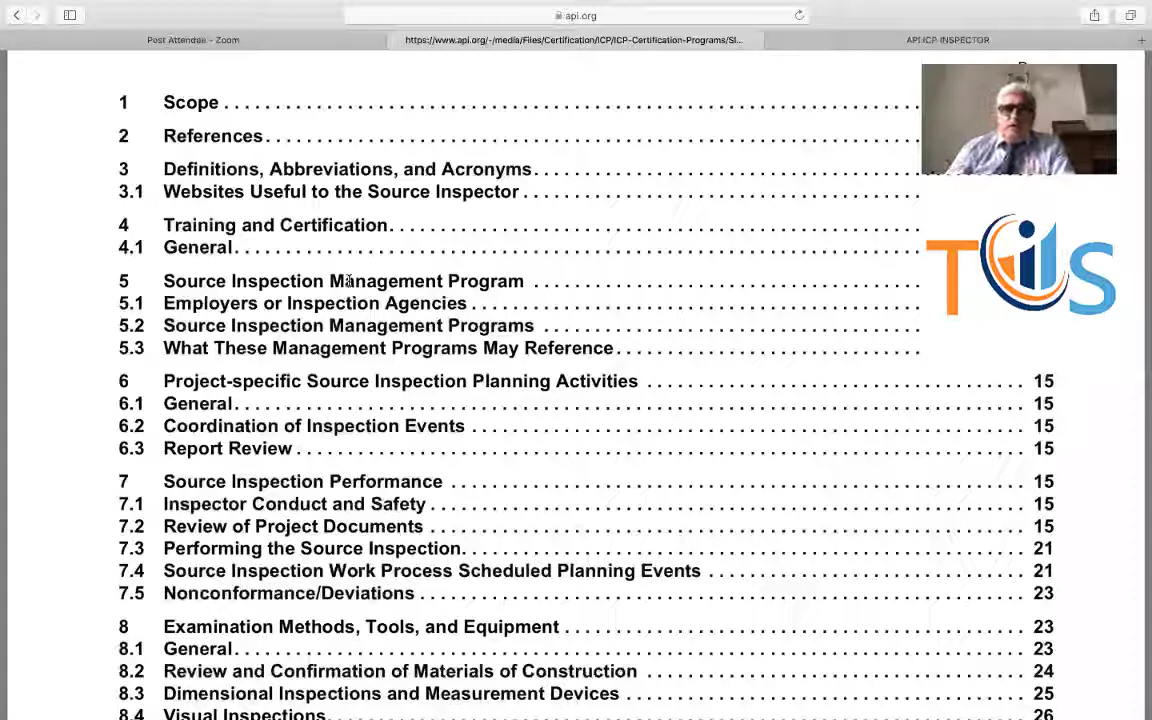 api.org
Post Attendee - Zoom
https://www.api.org/-/media/Files/Certification/ICP/ICP-Certification-Programs/SI...
API ICP INSPECTOR
1 Scope
2 References
3 Definitions, Abbreviations, and Acronyms
3.1 Websites Useful to the Source Inspector
4 Training and Certification
4.1 General
5 Source Inspection Management Program
5.1 Employers or Inspection Agencies
5.2 Source Inspection Management Programs
5.3 What These Management Programs May Reference
TiLS
6 Project-specific Source Inspection Planning Activities 15
6.1 General 15
6.2 Coordination of Inspection Events 15
6.3 Report Review 15
7 Source Inspection Performance 15
7.1 Inspector Conduct and Safety 15
7.2 Review of Project Documents 15
7.3 Performing the Source Inspection 21
7.4 Source Inspection Work Process Scheduled Planning Events 21
7.5 Nonconformance/Deviations 23
8 Examination Methods, Tools, and Equipment 23
8.1 General 23
8.2 Review and Confirmation of Materials of Construction 24
8.3 Dimensional Inspections and Measurement Devices 25
8.4 Visual Inspections 26